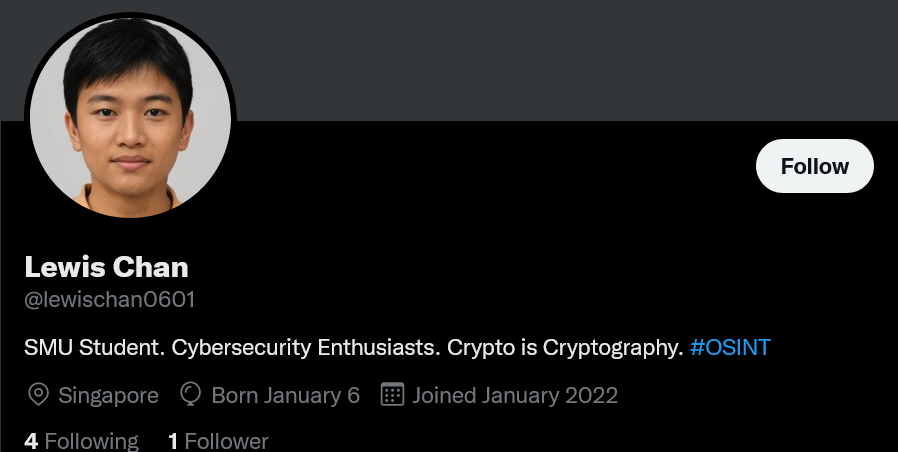 Follow
Lewis Chan
@lewischan0601
SMU Student. Cybersecurity Enthusiasts. Crypto is Cryptography. #OSINT
Singapore Born January 6 Joined January 2022
4 Following 1 Follower